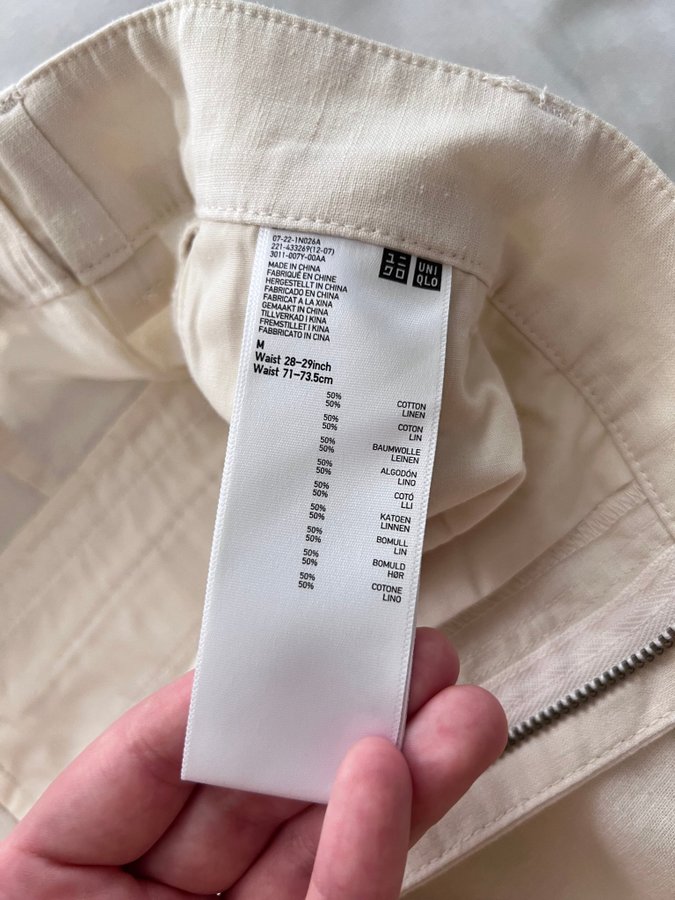 07-22-1N026A
221-433269(12-07)
3011-007Y-00AA
ユニ
クロ
UNI
QLO
MADE IN CHINA
FABRIQUÉ EN CHINE
HERGESTELLT IN CHINA
FABRICADO EN CHINA
FABRICAT A LA XINA
GEMAAKT IN CHINA
TILLVERKAD I KINA
FREMSTILLET I KINA
FABBRICATO IN CINA
M
Waist 28-29inch
Waist 71-73.5cm
50% COTTON
50% LINEN
50% COTON
50% LIN
50% BAUMWOLLE
50% LEINEN
50% ALGODÓN
50% LINO
50% COTÓ
50% LLI
50% KATOEN
50% LINNEN
50% BOMULL
50% LIN
50% BOMULD
50% HØR
50% COTONE
50% LINO